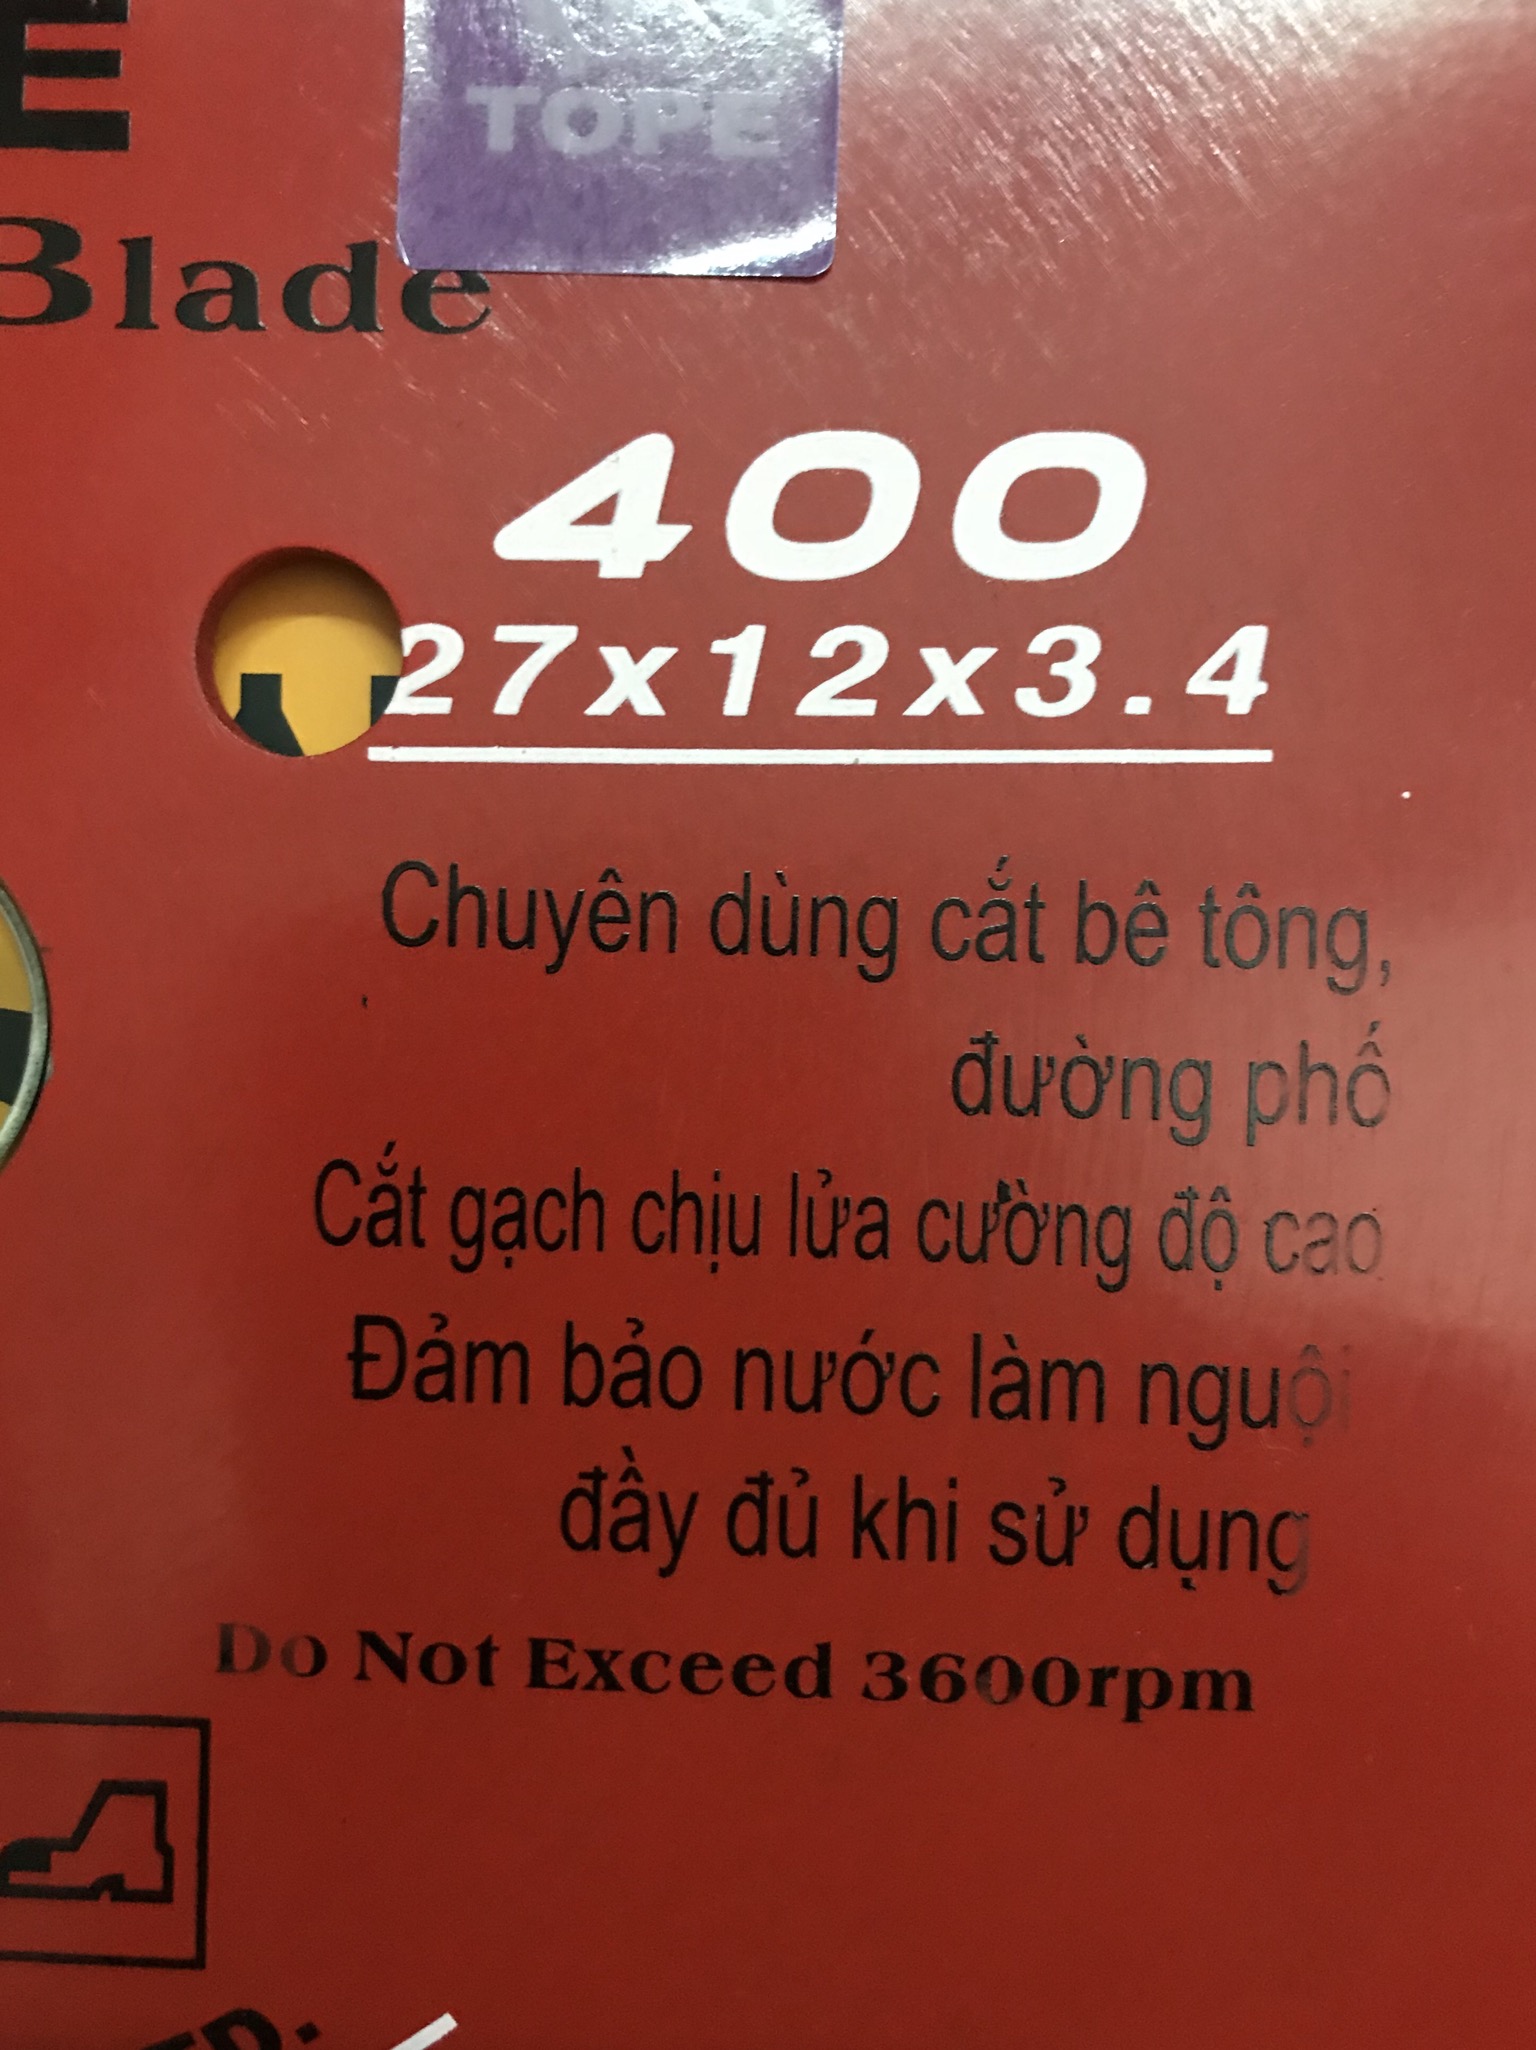 E
TOPE
Blade
400
27x12x3.4
Chuyên dùng cắt bê tông,
đường phố
Cắt gạch chịu lửa cường độ cao
Đảm bảo nước làm nguội
đầy đủ khi sử dụng
Do Not Exceed 3600rpm